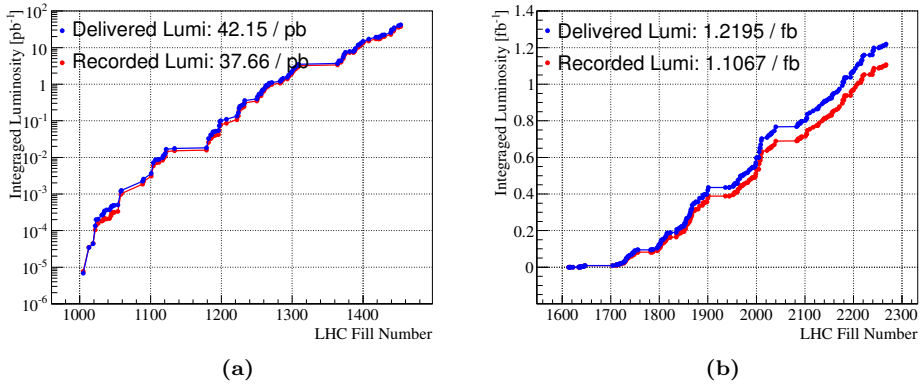 Integraged Luminosity [pb⁻¹]
10²
10
1
10⁻¹
10⁻²
10⁻³
10⁻⁴
10⁻⁵
10⁻⁶
Delivered Lumi: 42.15 / pb
Recorded Lumi: 37.66 / pb
1000 1100 1200 1300 1400
LHC Fill Number
(a)
Integraged Luminosity [fb⁻¹]
1.4
1.2
1.0
0.8
0.6
0.4
0.2
0
Delivered Lumi: 1.2195 / fb
Recorded Lumi: 1.1067 / fb
1600 1700 1800 1900 2000 2100 2200 2300
LHC Fill Number
(b)